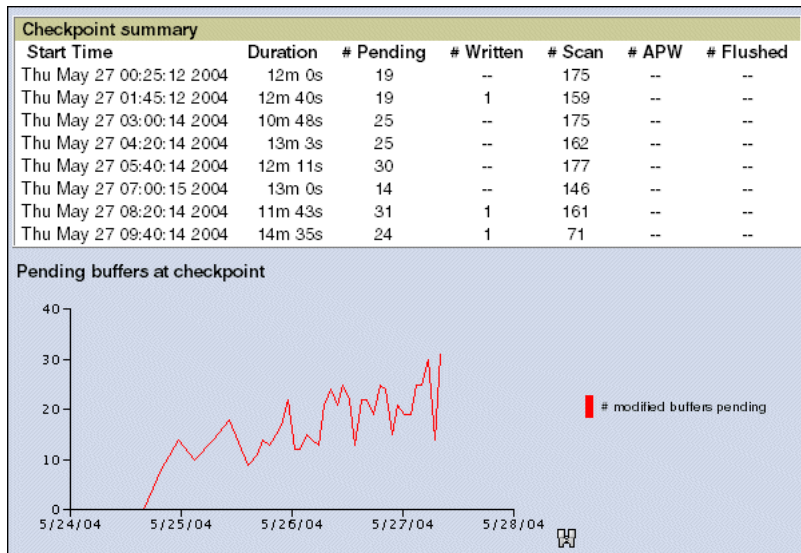 Checkpoint summary
Start Time Duration # Pending # Written # Scan # APW # Flushed
Thu May 27 00:25:12 2004 12m 0s 19 -- 175 -- --
Thu May 27 01:45:12 2004 12m 40s 19 1 159 -- --
Thu May 27 03:00:14 2004 10m 48s 25 -- 175 -- --
Thu May 27 04:20:14 2004 13m 3s 25 -- 162 -- --
Thu May 27 05:40:14 2004 12m 11s 30 -- 177 -- --
Thu May 27 07:00:15 2004 13m 0s 14 -- 146 -- --
Thu May 27 08:20:14 2004 11m 43s 31 1 161 -- --
Thu May 27 09:40:14 2004 14m 35s 24 1 71 -- --
Pending buffers at checkpoint
40
30
20
10
0
# modified buffers pending
5/24/04 5/25/04 5/26/04 5/27/04 5/28/04